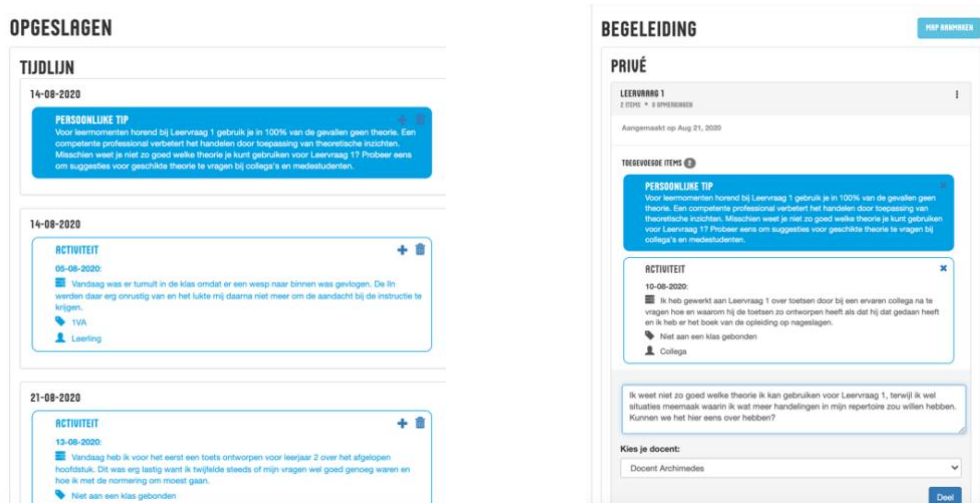 OPGESLAGEN
TIJDLIJN
14-08-2020
PERSOONLIJKE TIP
Voor leermomenten horend bij Leervraag 1 gebruik je in 100% van de gevallen geen theorie. Een
competente professional verbetert het handelen door toepassing van theoretische inzichten.
Misschien weet je niet zo goed welke theorie je kunt gebruiken voor Leervraag 1? Probeer eens
om suggesties voor geschikte theorie te vragen bij collega's en medestudenten.
14-08-2020
ACTIVITEIT
05-08-2020:
Vandaag was er tumult in de klas omdat er een wesp naar binnen was gevlogen. De lln
werden daar erg onrustig van en het lukte mij daarna niet meer om de aandacht bij de instructie te
krijgen.
1VA
Leerling
21-08-2020
ACTIVITEIT
13-08-2020:
Vandaag heb ik voor het eerst een toets ontworpen voor leerjaar 2 over het afgelopen
hoofdstuk. Dit was erg lastig want ik twijfelde steeds of mijn vragen wel goed genoeg waren en
hoe ik met de normering om moest gaan.
Niet aan een klas gebonden
BEGELEIDING
MAP AANMAKEN
PRIVÉ
LEERVRAAG 1
2 ITEMS * 0 OPMERKINGEN
Aangemaakt op Aug 21, 2020
TOEGEVOEGDE ITEMS 2
PERSOONLIJKE TIP
Voor leermomenten horend bij Leervraag 1 gebruik je in 100% van de gevallen geen
theorie. Een competente professional verbetert het handelen door toepassing van
theoretische inzichten. Misschien weet je niet zo goed welke theorie je kunt gebruiken
voor Leervraag 1? Probeer eens om suggesties voor geschikte theorie te vragen bij
collega's en medestudenten.
ACTIVITEIT
10-08-2020:
Ik heb gewerkt aan Leervraag 1 over toetsen door bij een ervaren collega na te
vragen hoe en waarom hij de toetsen zo ontworpen heeft als dat hij dat gedaan heeft
en ik heb er het boek van de opleiding op nageslagen.
Niet aan een klas gebonden
Collega
Ik weet niet zo goed welke theorie ik kan gebruiken voor Leervraag 1, terwijl ik wel
situaties meemaak waarin ik wat meer handelingen in mijn repertoire zou willen hebben.
Kunnen we het hier eens over hebben?
Kies je docent:
Docent Archimedes
Deel